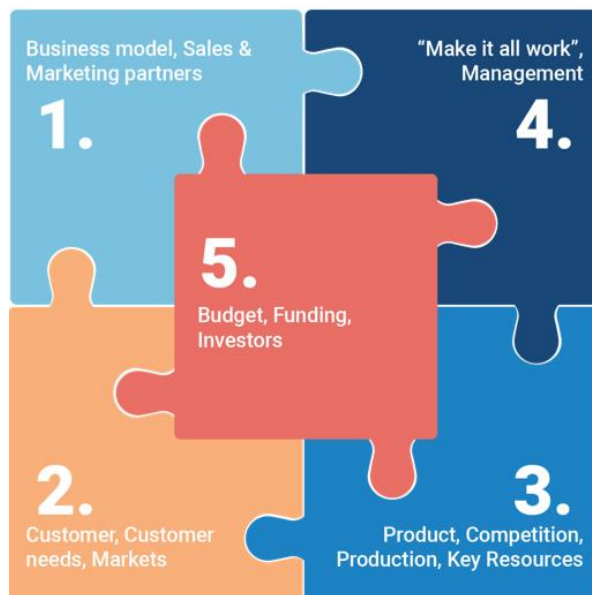 Business model, Sales &
Marketing partners
1.
“Make it all work”,
Management
4.
5.
Budget, Funding,
Investors
2.
Customer, Customer
needs, Markets
3.
Product, Competition,
Production, Key Resources